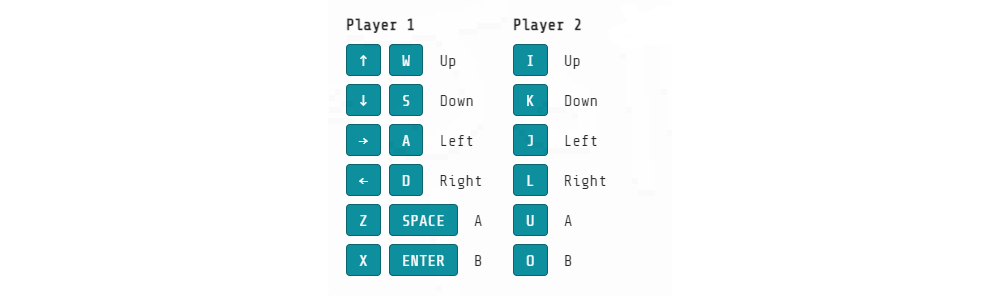 Player 1 Player 2
↑ W Up I Up
↓ S Down K Down
→ A Left J Left
← D Right L Right
Z SPACE A U A
X ENTER B O B